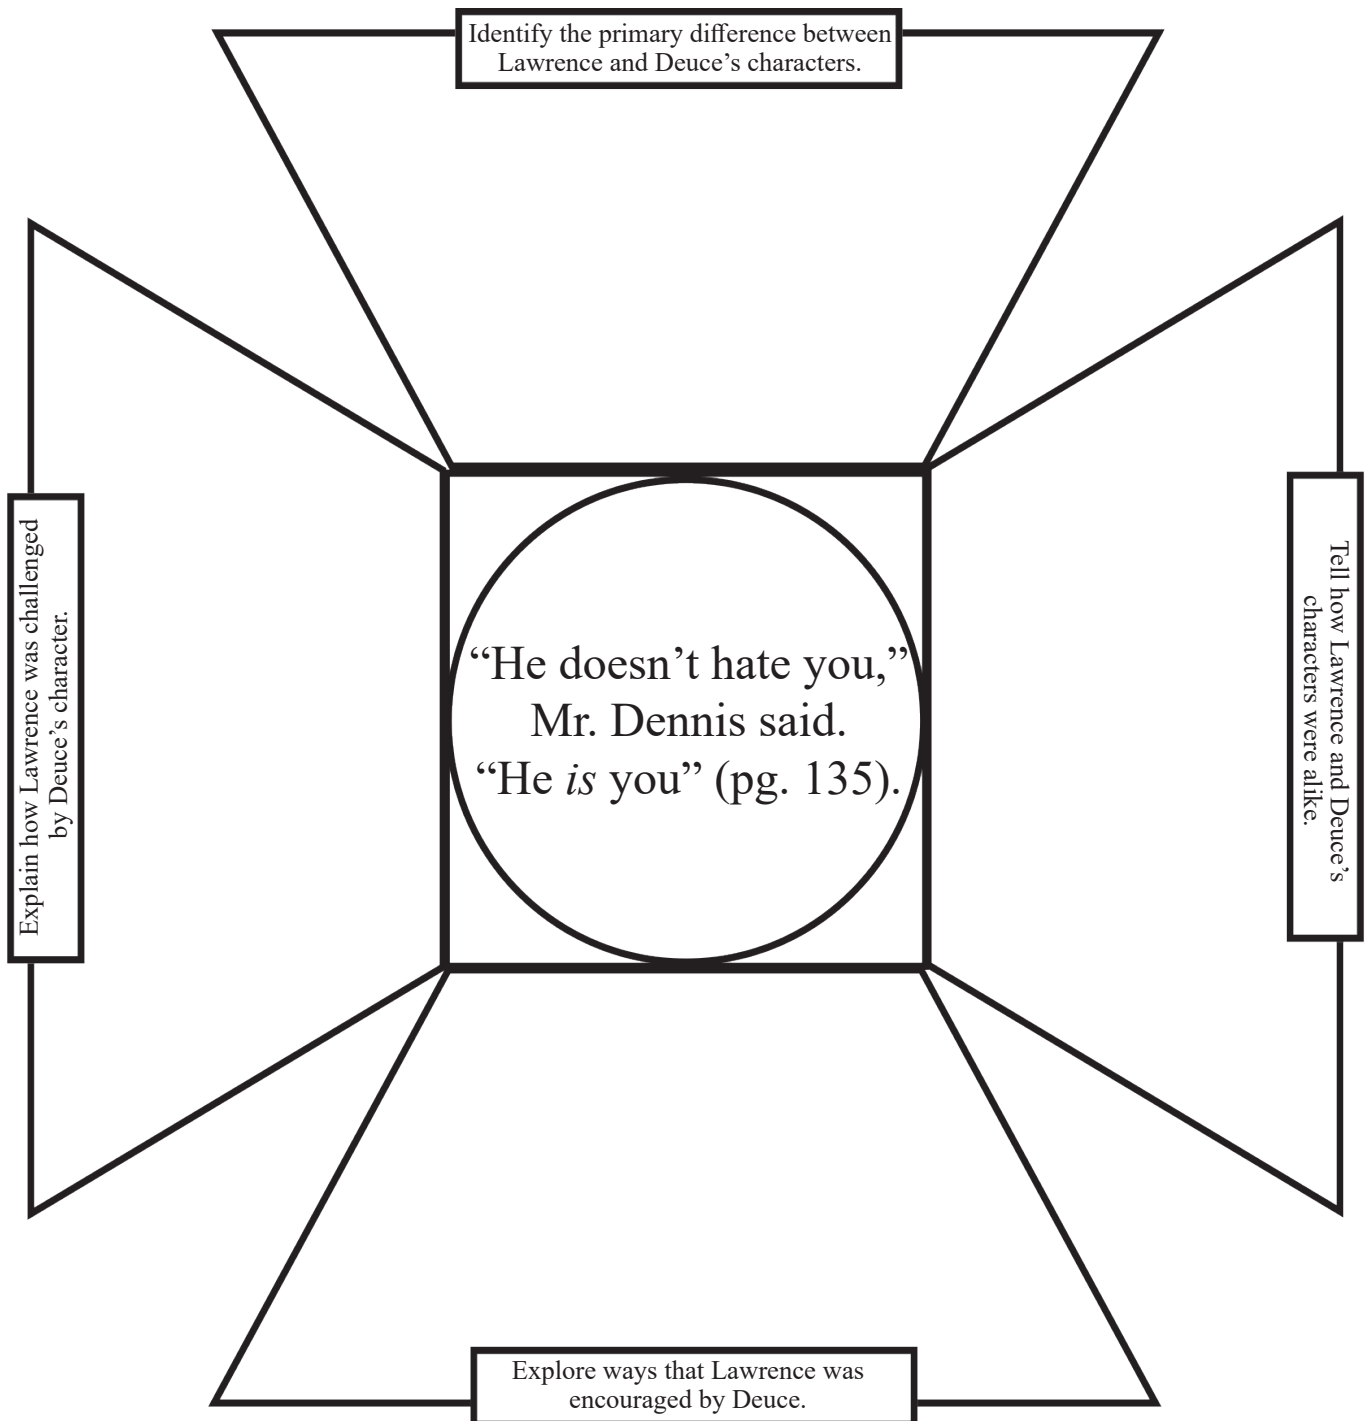 Identify the primary difference between
Lawrence and Deuce’s characters.
Explain how Lawrence was challenged
by Deuce’s character.
“He doesn’t hate you,”
Mr. Dennis said.
“He is you” (pg. 135).
Tell how Lawrence and Deuce’s
characters were alike.
Explore ways that Lawrence was
encouraged by Deuce.